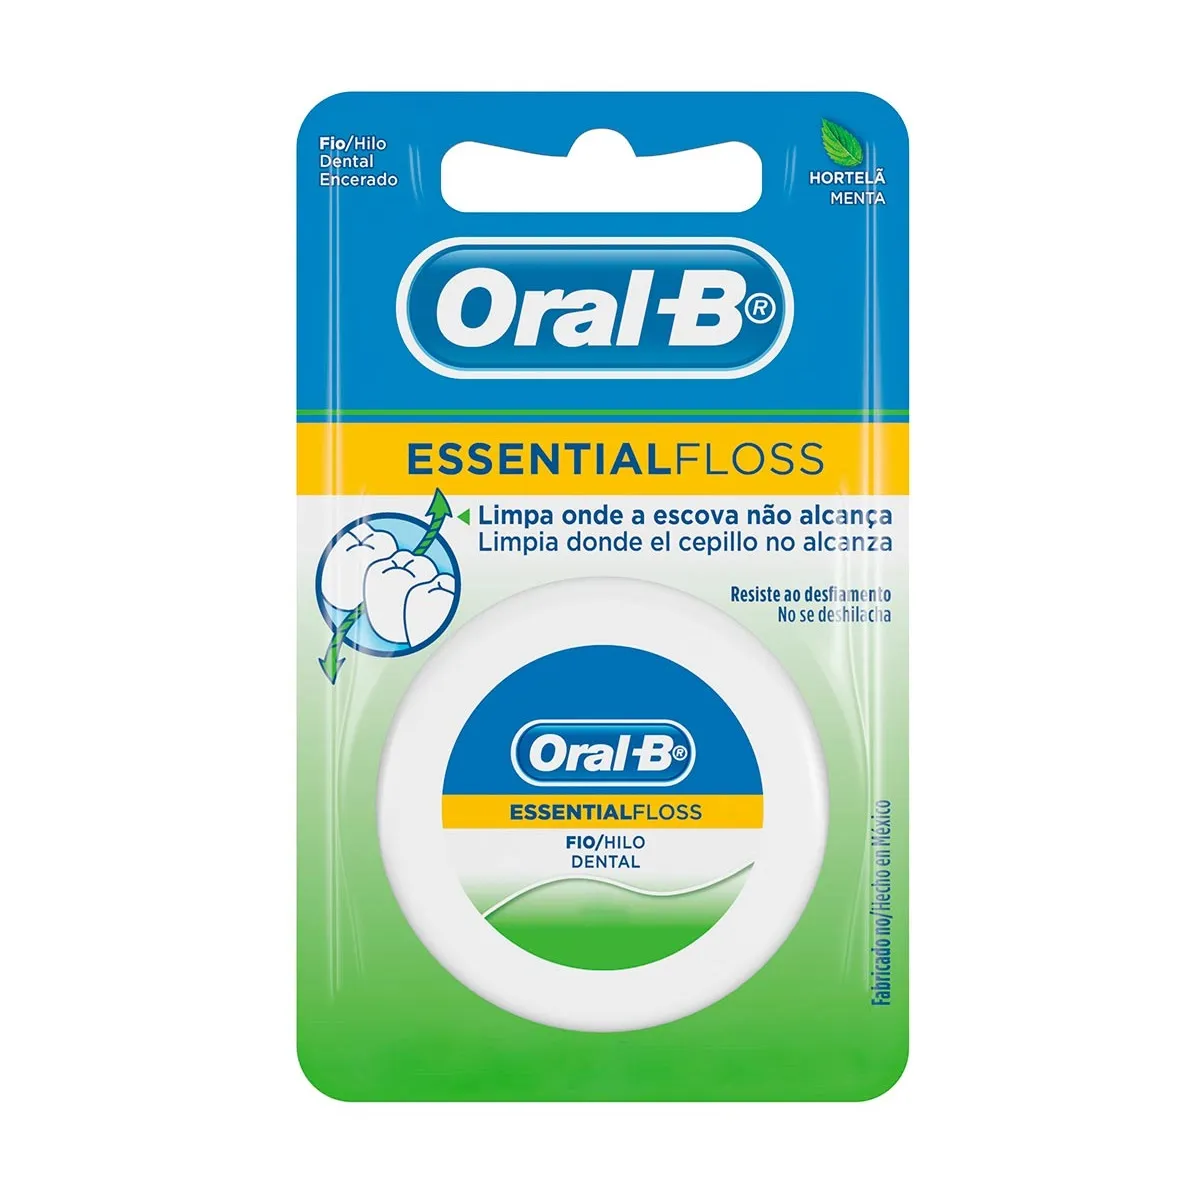 Fio/Hilo
Dental
Encerado
HORTELÃ
MENTA
Oral-B®
ESSENTIALFLOSS
Limpa onde a escova não alcança
Limpia donde el cepillo no alcanza
Resiste ao desfiamento
No se deshilacha
Oral-B®
ESSENTIALFLOSS
FIO/HILO
DENTAL
Fabricado no/Hecho en México